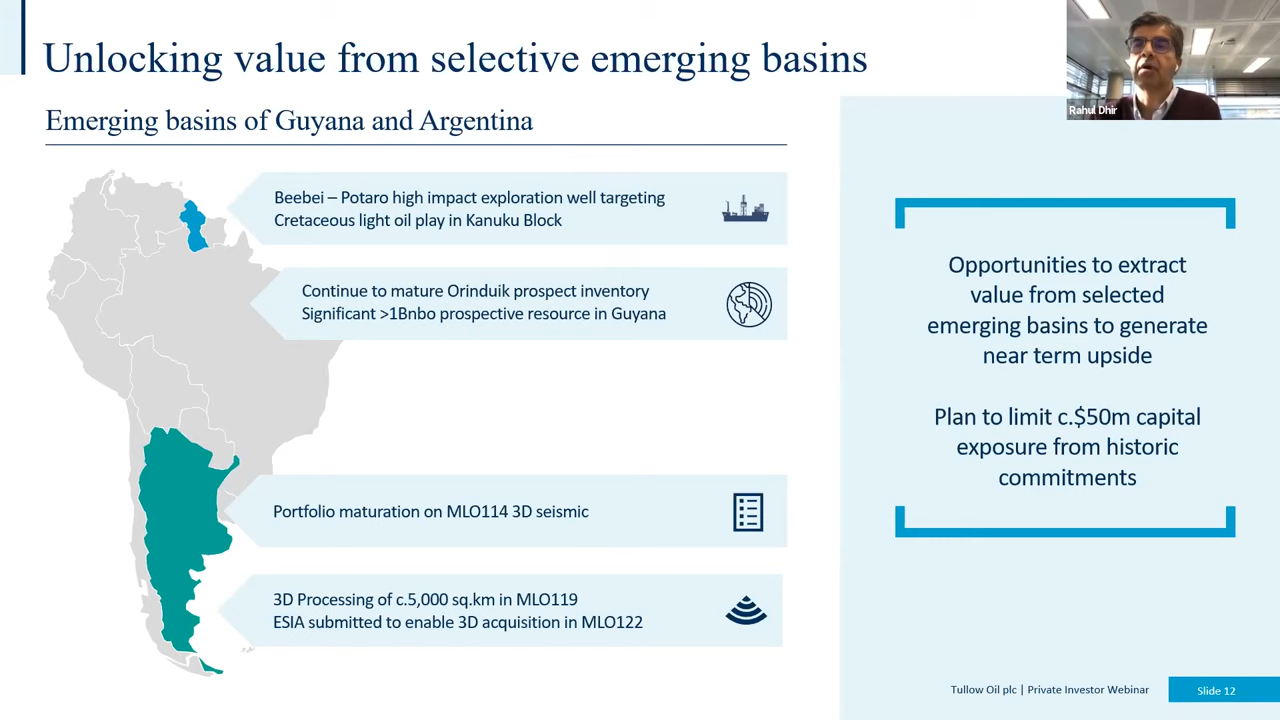 Unlocking value from selective emerging basins
Rahul Dhir
Emerging basins of Guyana and Argentina
Beebei – Potaro high impact exploration well targeting
Cretaceous light oil play in Kanuku Block
Continue to mature Orinduik prospect inventory
Significant >1Bnbo prospective resource in Guyana
Portfolio maturation on MLO114 3D seismic
3D Processing of c.5,000 sq.km in MLO119
ESIA submitted to enable 3D acquisition in MLO122
Opportunities to extract
value from selected
emerging basins to generate
near term upside
Plan to limit c.$50m capital
exposure from historic
commitments
Tullow Oil plc | Private Investor Webinar
Slide 12